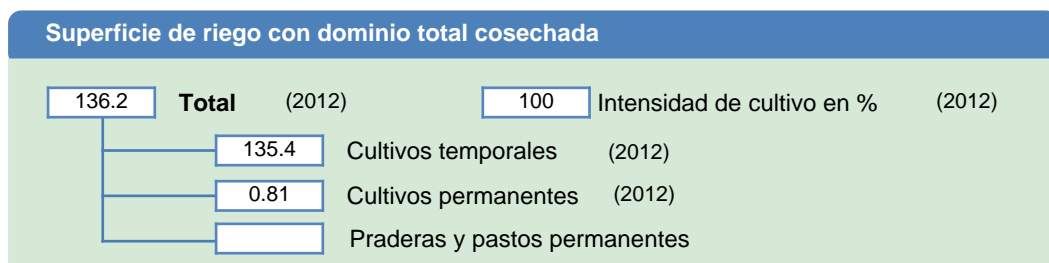 Superficie de riego con dominio total cosechada
136.2 Total (2012) 100 Intensidad de cultivo en % (2012)
135.4 Cultivos temporales (2012)
0.81 Cultivos permanentes (2012)
Praderas y pastos permanentes